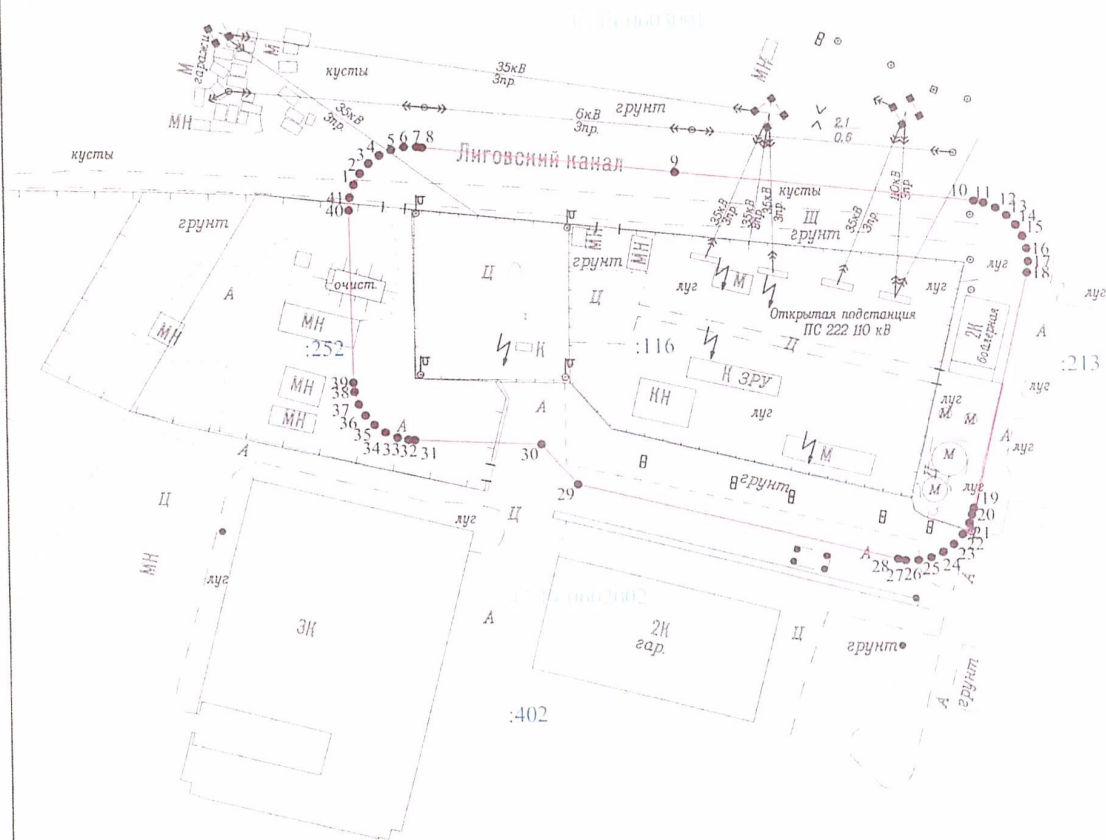 М
гаражи
М
МН
кусты
35кВ
3пр.
35кВ
3пр.
МН
грунт
6кВ
3пр.
2.1
0.6
кусты
1
2
3
4
5
6
7
8
Лиговский канал
9
кусты
10
11
12
13
14
15
16
17
18
41
40
грунт
35кВ
3пр.
35кВ
35кВ
3пр.
35кВ
3пр.
110кВ
3пр.
Щ
грунт
МН
МН
грунт
Ц
Ц
луг
М
луг
луг
луг
А
очист.
МН
МН
:252
К
:116
Открытая подстанция
ПС 222 110 кВ
Ц
2К
бойлерная
А
:213
К ЗРУ
КН
луг
луг
М
М
39
38
37
36
35
34
33
32
31
МН
МН
А
А
30
29
А
М
луг
А
М
М
Ц
луг
грунт
19
20
21
22
23
24
25
26
27
28
А
А
Ц
луг
Ц
МН
луг
3К
А
2К
гар.
Ц
грунт
А
грунт
:402